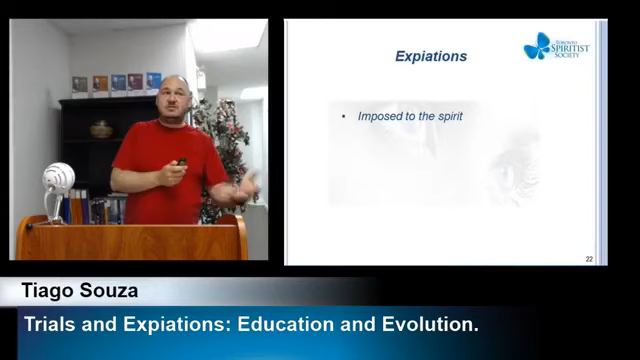 Expiations
TORONTO
SPIRITIST
SOCIETY
• Imposed to the spirit
22
Tiago Souza
Trials and Expiations: Education and Evolution.